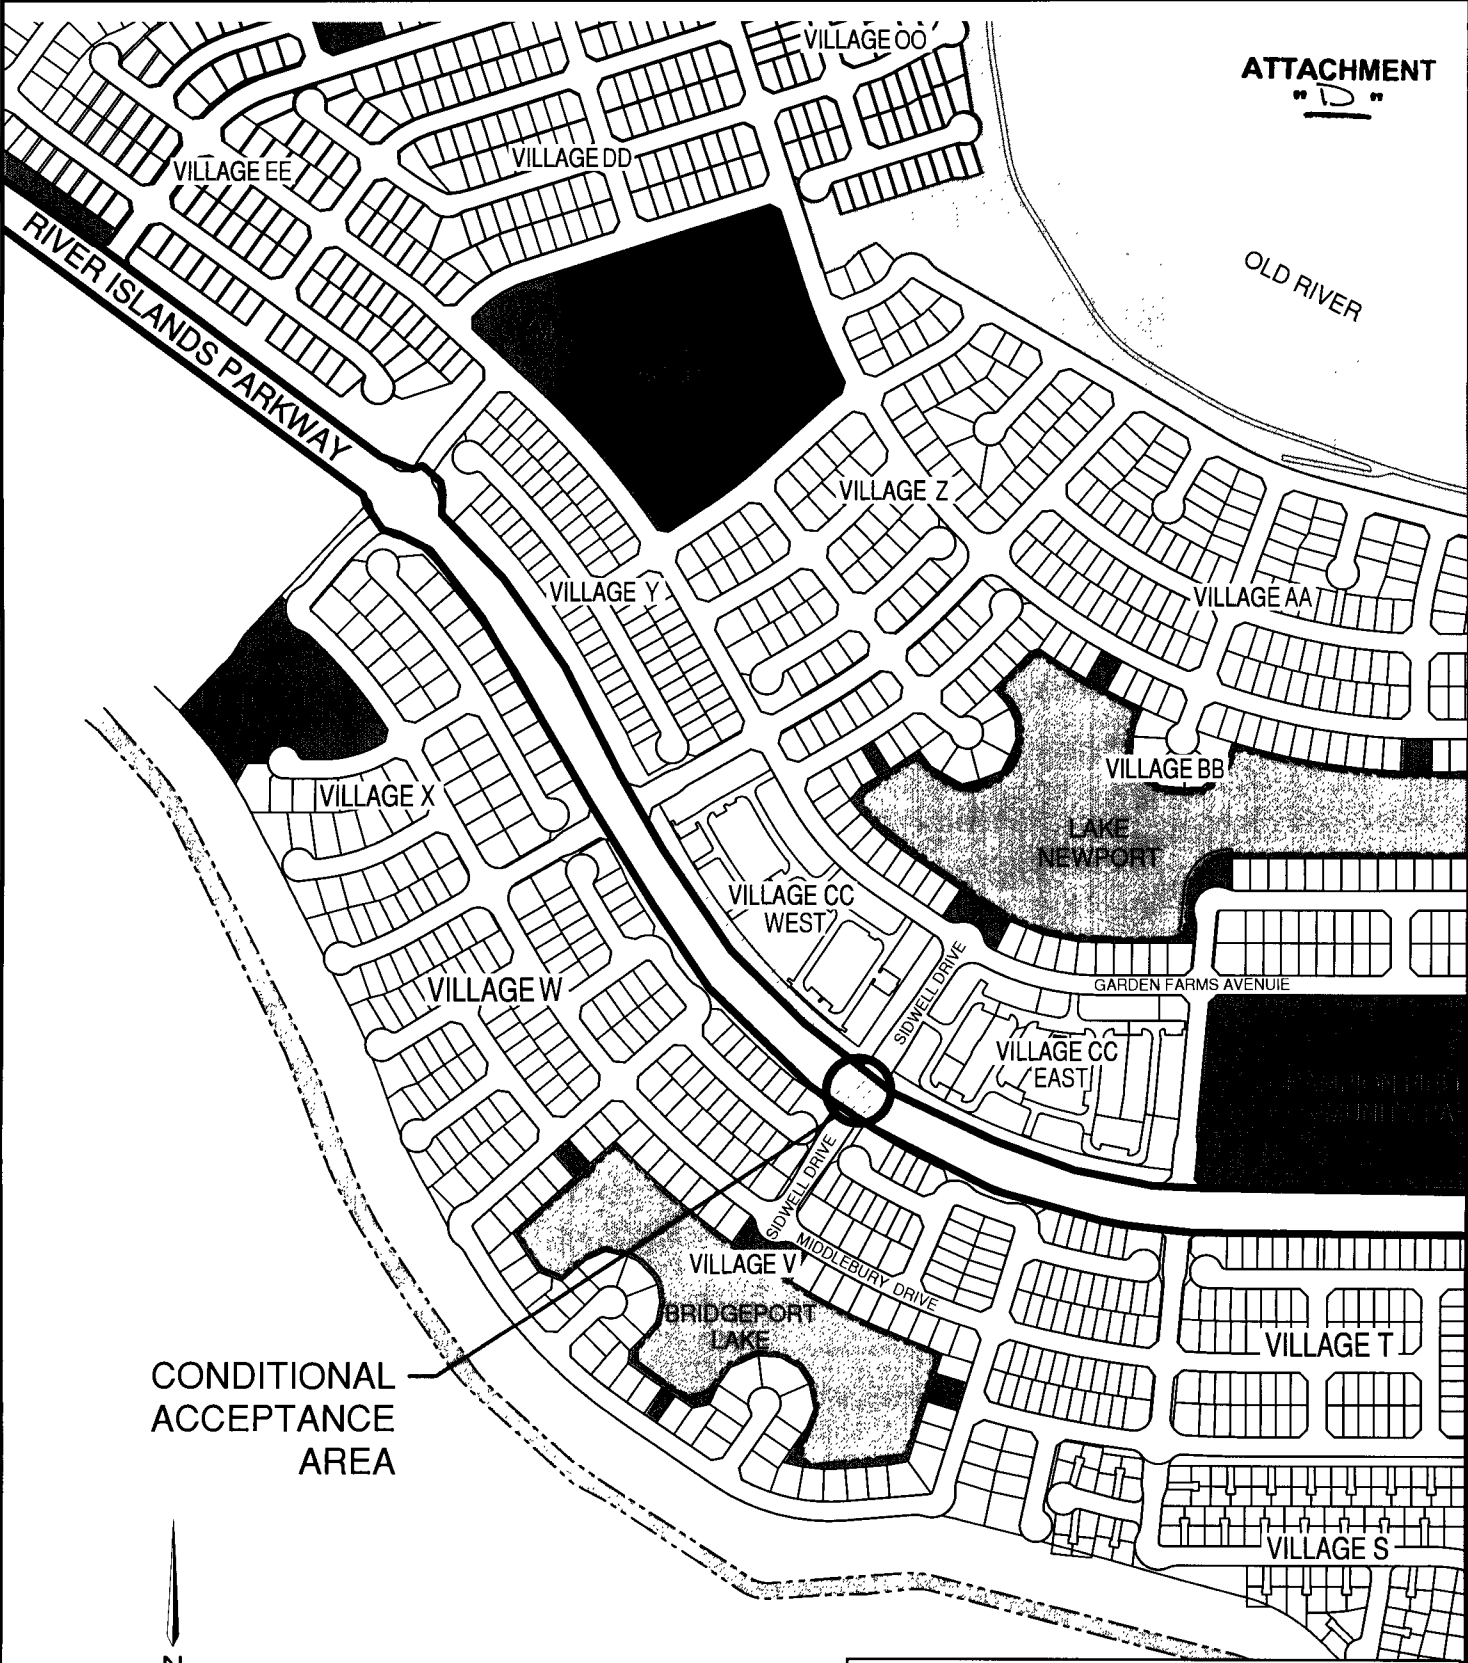 VILLAGE OO
ATTACHMENT
"D"
VILLAGE EE
VILLAGE DD
RIVER ISLANDS PARKWAY
OLD RIVER
VILLAGE Z
VILLAGE Y
VILLAGE AA
VILLAGE X
VILLAGE BB
LAKE
NEWPORT
VILLAGE CC
WEST
VILLAGE W
SIDWELL DRIVE
GARDEN FARMS AVENUIE
VILLAGE CC
EAST
SIDWELL DRIVE
MIDDLEBURY DRIVE
VILLAGE V
BRIDGEPORT
LAKE
VILLAGE T
CONDITIONAL
ACCEPTANCE
AREA
VILLAGE S
N